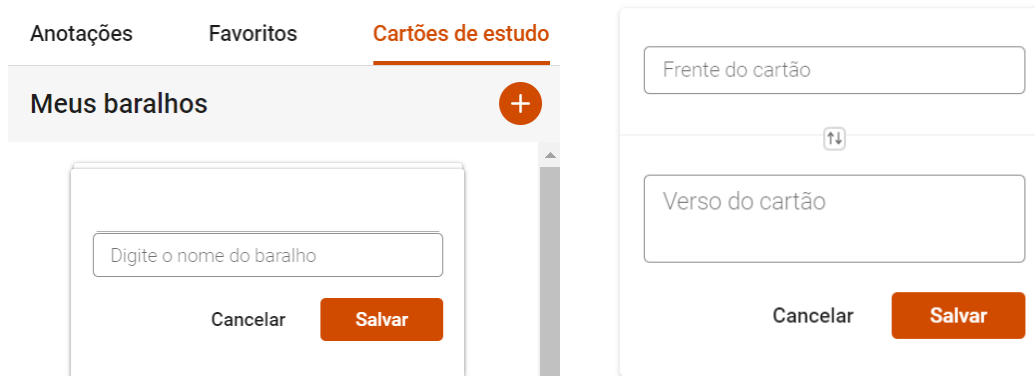 Anotações Favoritos Cartões de estudo
Meus baralhos
Digite o nome do baralho
Cancelar Salvar
Frente do cartão
Verso do cartão
Cancelar Salvar